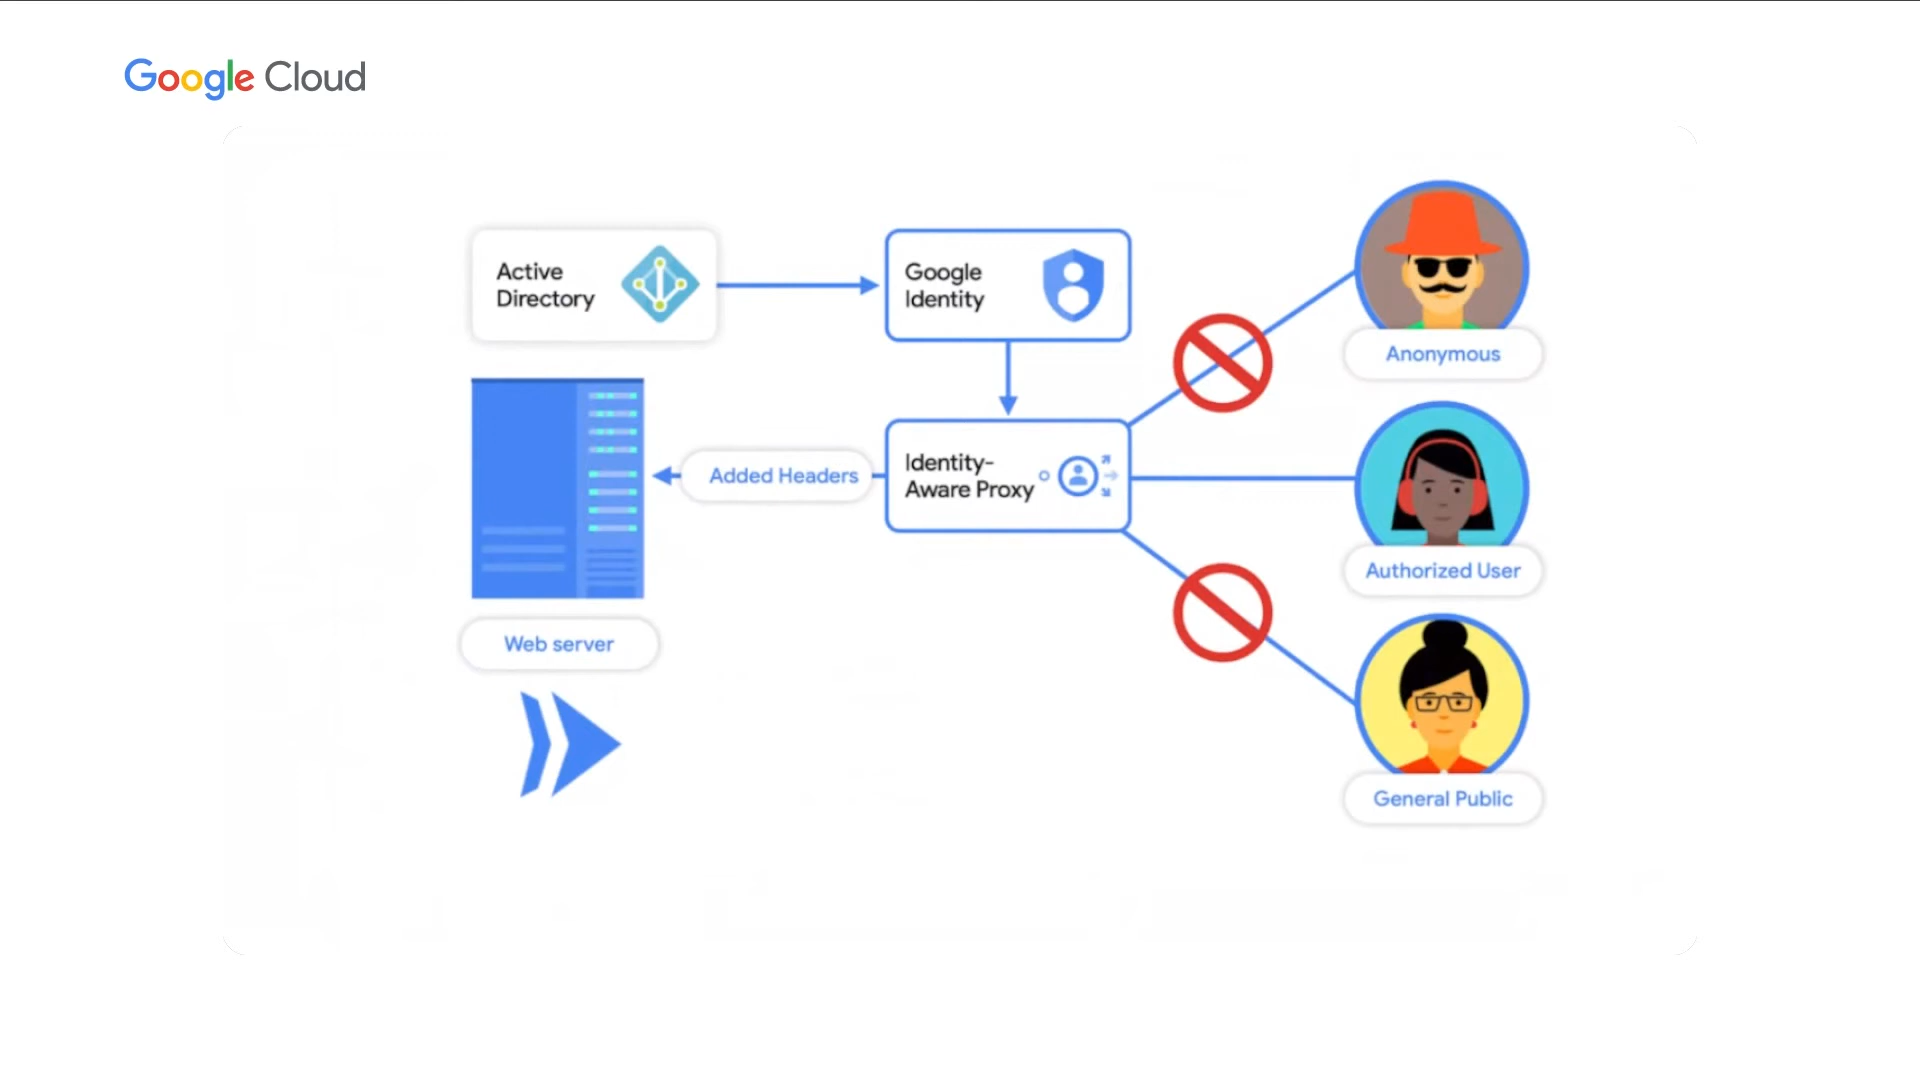 Google Cloud
Active
Directory
Google
Identity
Anonymous
Added Headers
Identity-
Aware Proxy
Authorized User
Web server
General Public